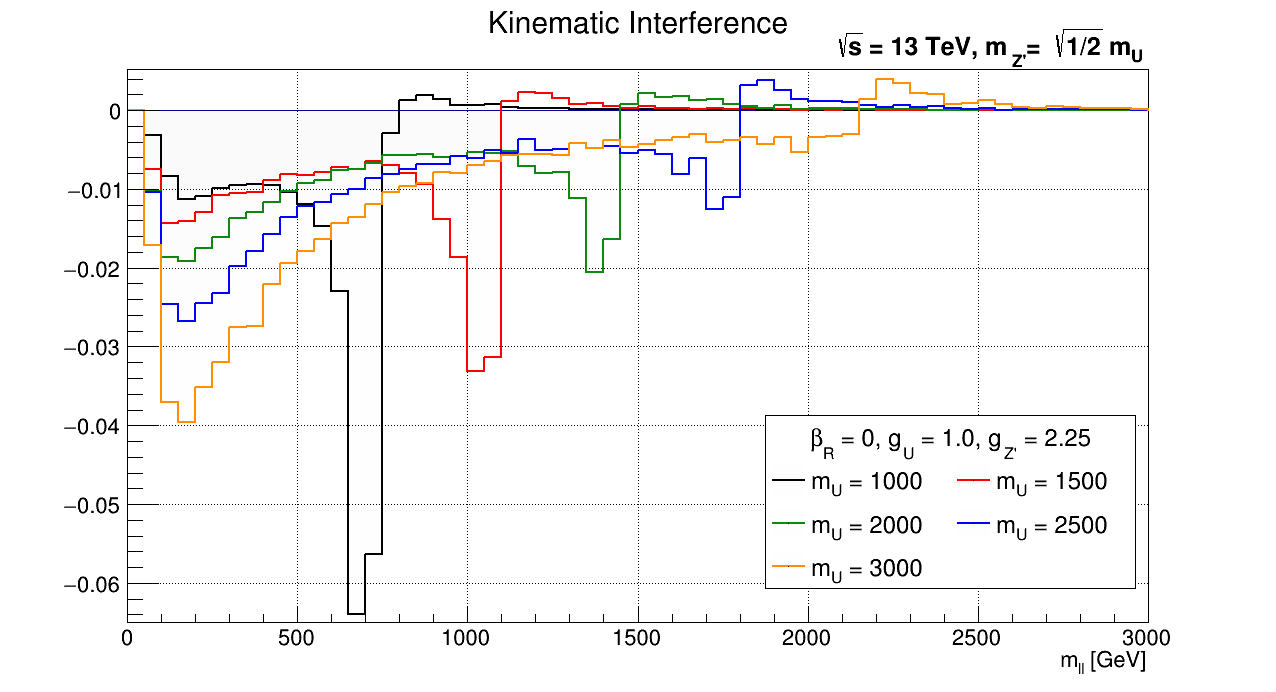 Kinematic Interference
√s = 13 TeV, m_Z'= √1/2 m_U
0
−0.01
−0.02
−0.03
−0.04
−0.05
−0.06
β_R = 0, g_U = 1.0, g_Z' = 2.25
m_U = 1000 m_U = 1500
m_U = 2000 m_U = 2500
m_U = 3000
0 500 1000 1500 2000 2500 3000
m_ll [GeV]